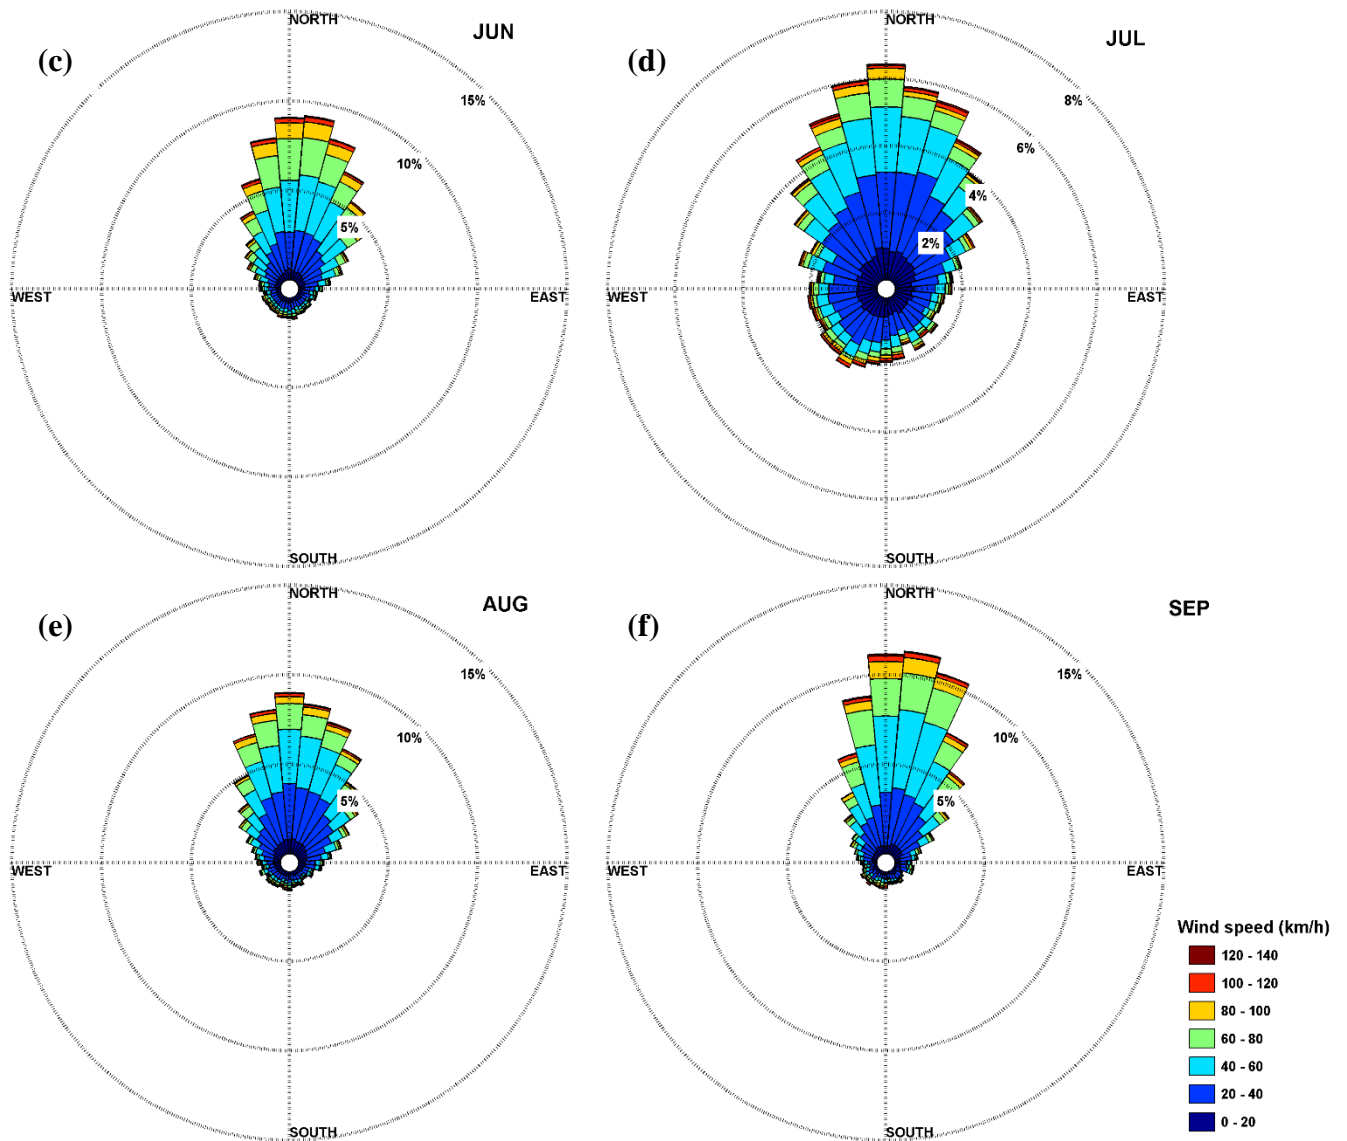 NORTH
JUN
(c)
15%
10%
5%
WEST
EAST
SOUTH
NORTH
JUL
(d)
8%
6%
4%
2%
WEST
EAST
SOUTH
NORTH
AUG
(e)
15%
10%
5%
WEST
EAST
SOUTH
NORTH
SEP
(f)
15%
10%
5%
WEST
EAST
SOUTH
Wind speed (km/h)
120 - 140
100 - 120
80 - 100
60 - 80
40 - 60
20 - 40
0 - 20